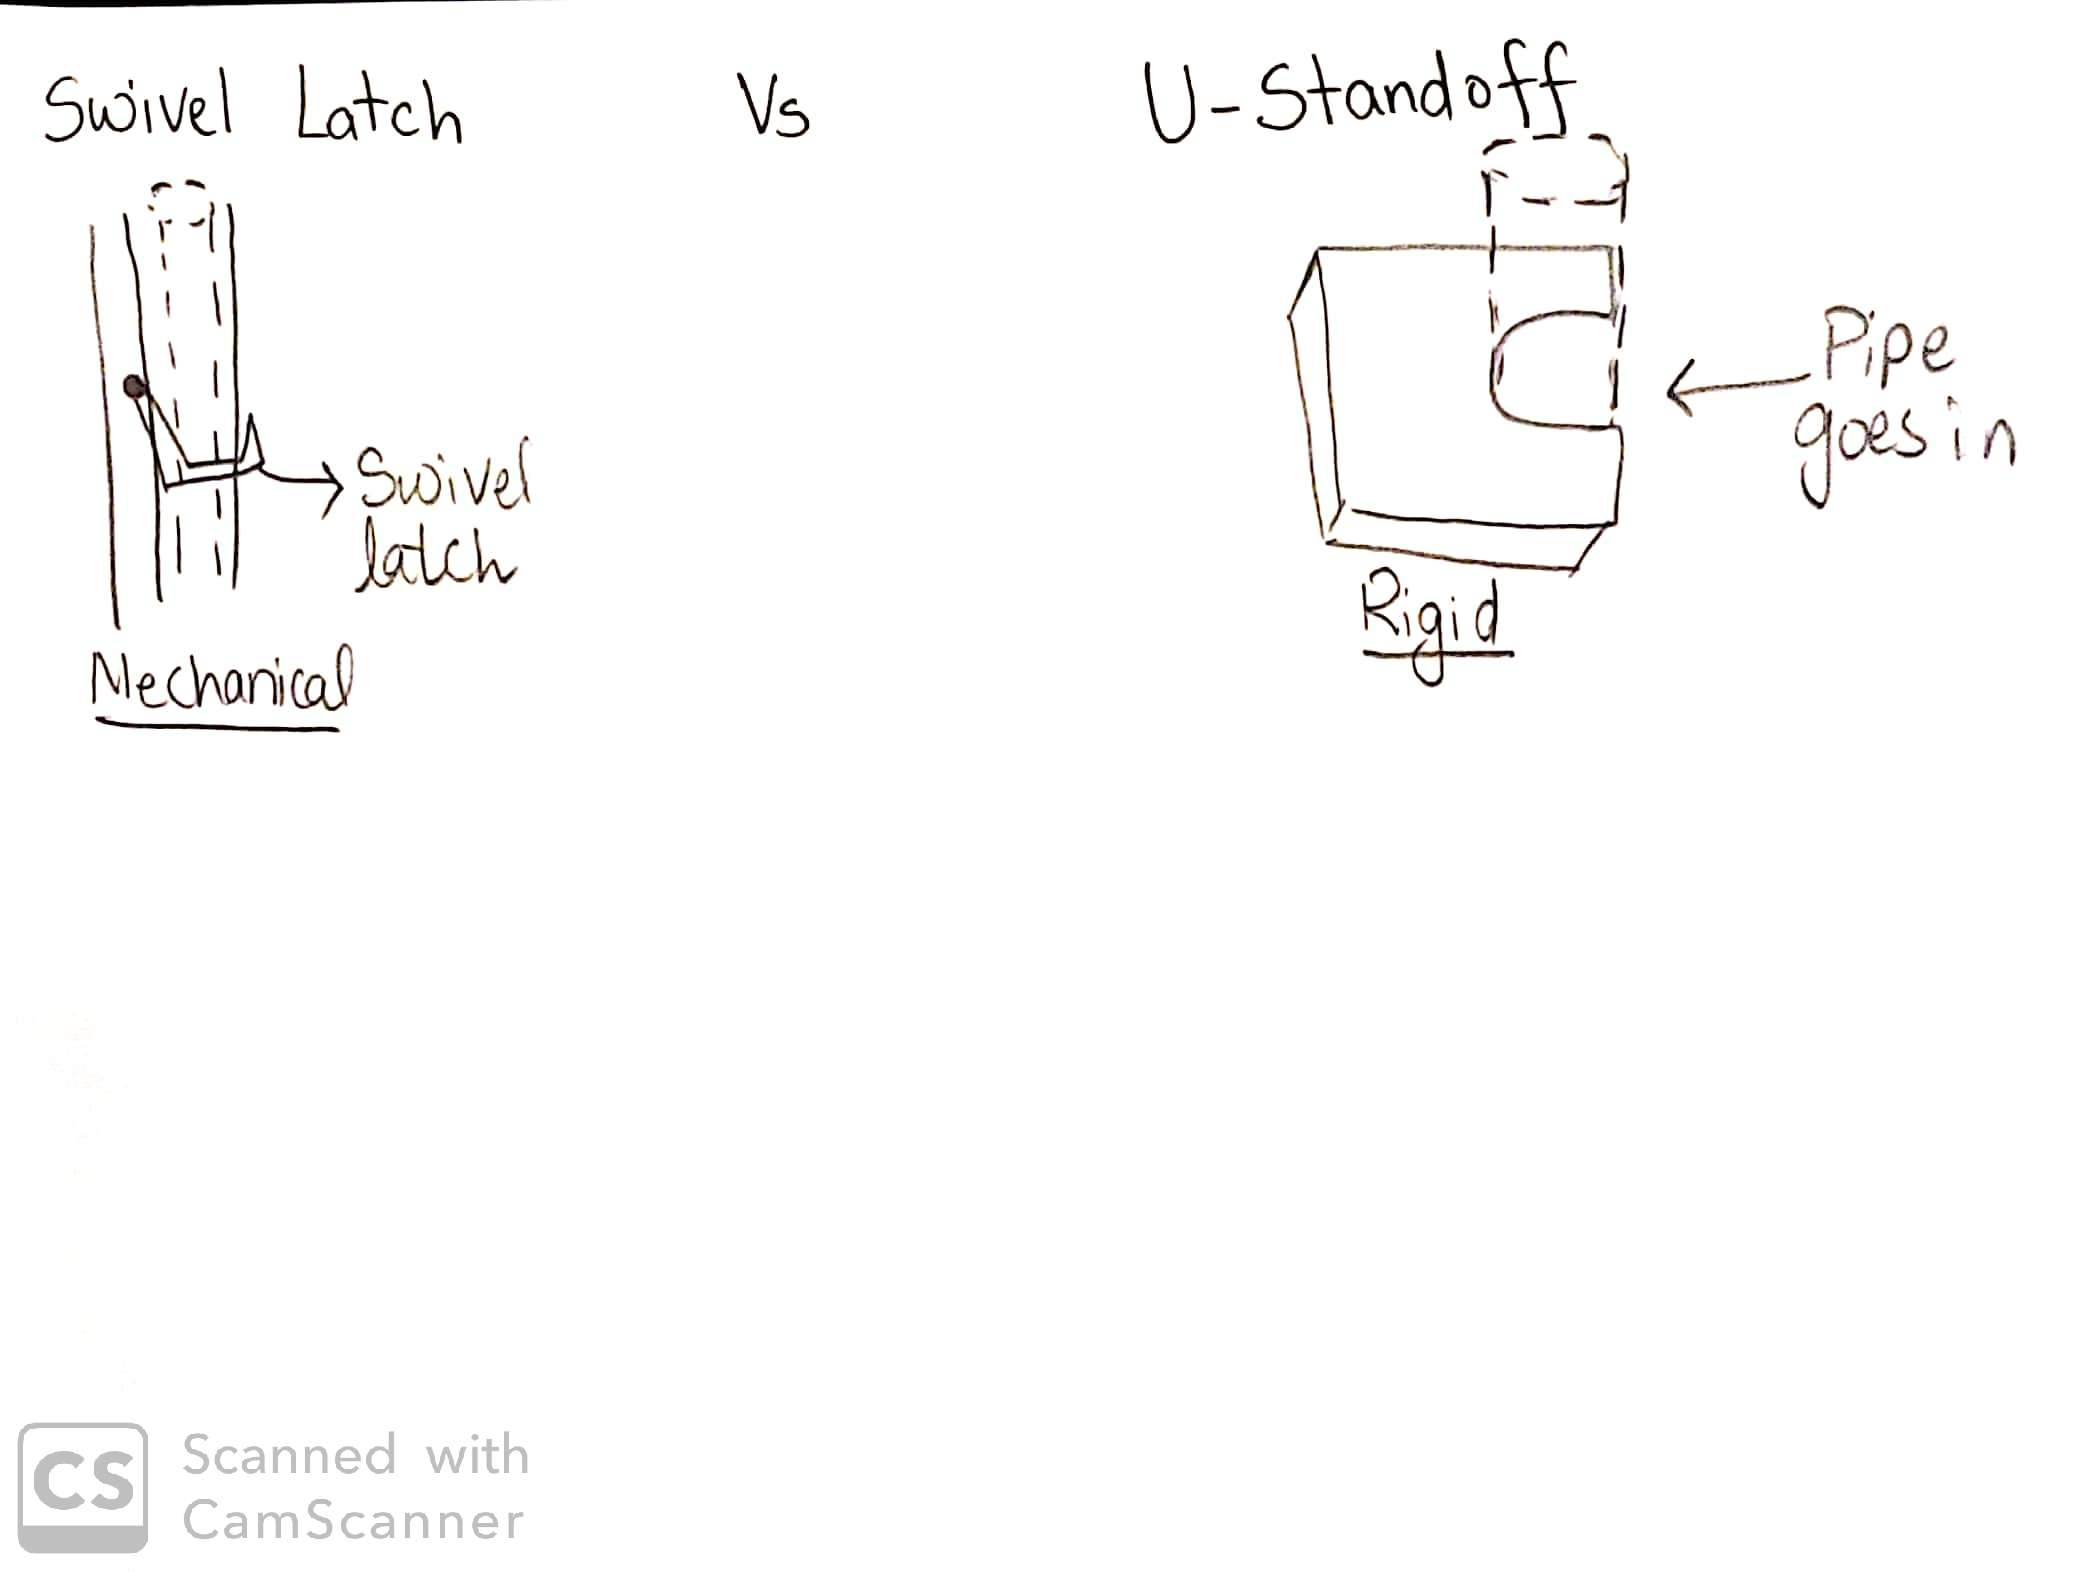 Swivel Latch Vs U-Standoff
Pipe
goes in
Swivel
latch
Rigid
Mechanical
CS Scanned with
CamScanner